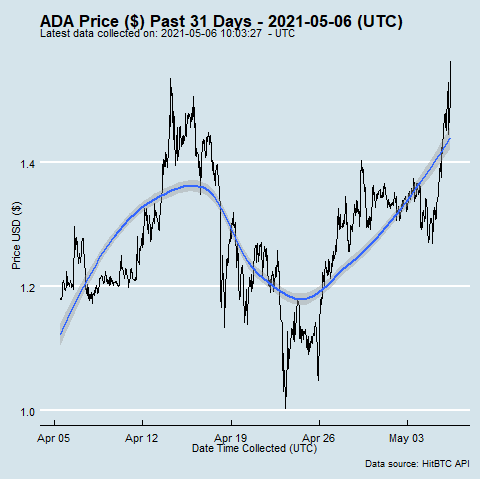 ADA Price ($) Past 31 Days - 2021-05-06 (UTC)
Latest data collected on: 2021-05-06 10:03:27  - UTC
Price USD ($)
1.4
1.2
1.0
Apr 05 Apr 12 Apr 19 Apr 26 May 03
Date Time Collected (UTC)
Data source: HitBTC API